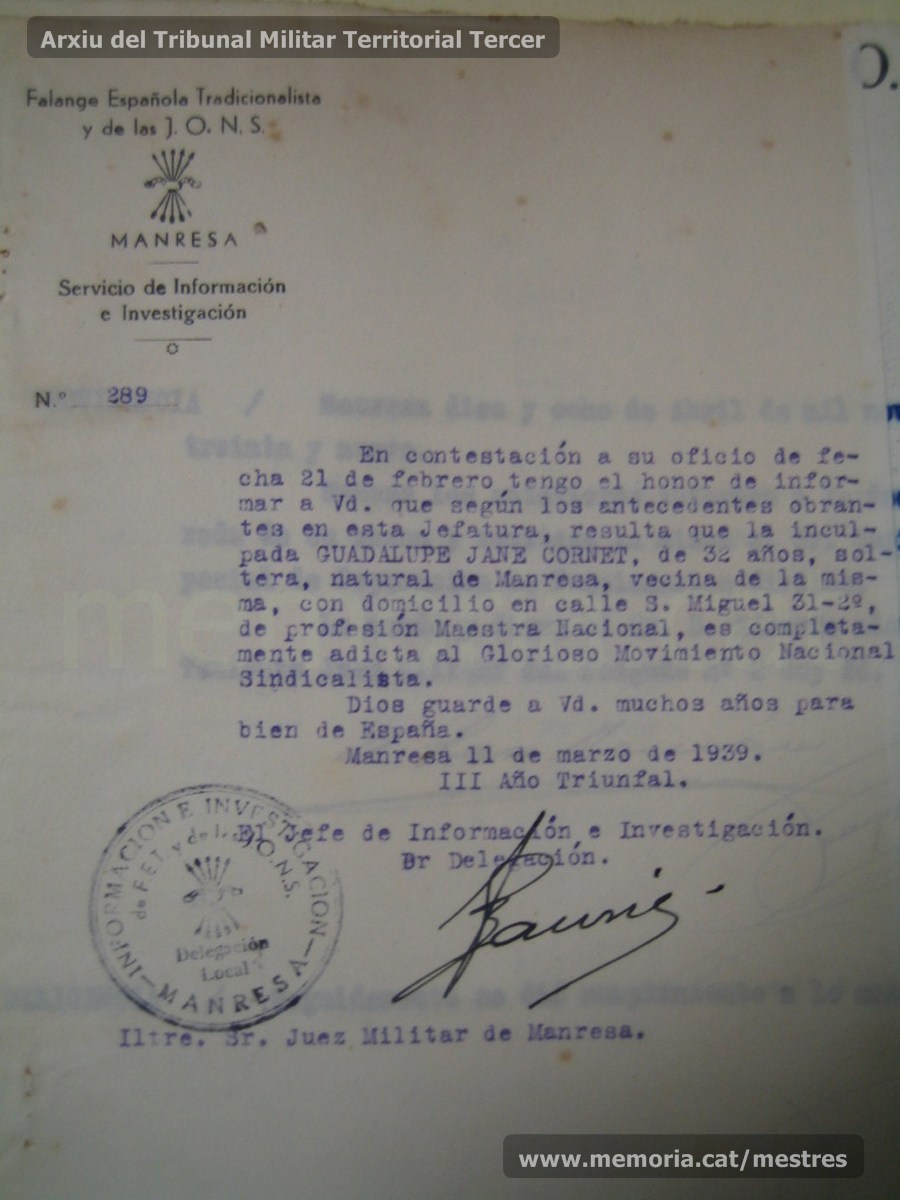 Arxiu del Tribunal Militar Territorial Tercer
O.
Falange Española Tradicionalista
y de las J. O. N. S.
MANRESA
Servicio de Información
e Investigación
N.º 289
En contestación a su oficio de fe-
cha 21 de febrero tengo el honor de infor-
mar a Vd. que según los antecedentes obran-
tes en esta Jefatura, resulta que la incul-
pada GUADALUPE JANE CORNET, de 32 años, sol-
tera, natural de Manresa, vecina de la mis-
ma, con domicilio en calle S. Miguel 31-2º,
de profesión Maestra Nacional, es completa-
mente adicta al Glorioso Movimiento Nacional
Sindicalista.
Dios guarde a Vd. muchos años para
bien de España.
Manresa 11 de marzo de 1939.
III Año Triunfal.
El Jefe de Información e Investigación.
Dr Delegación.
INFORMACION E INVESTIGACION
de F.E.T. y de las J.O.N.S.
Delegación
Local
MANRESA
Iltre. Sr. Juez Militar de Manresa.
www.memoria.cat/mestres